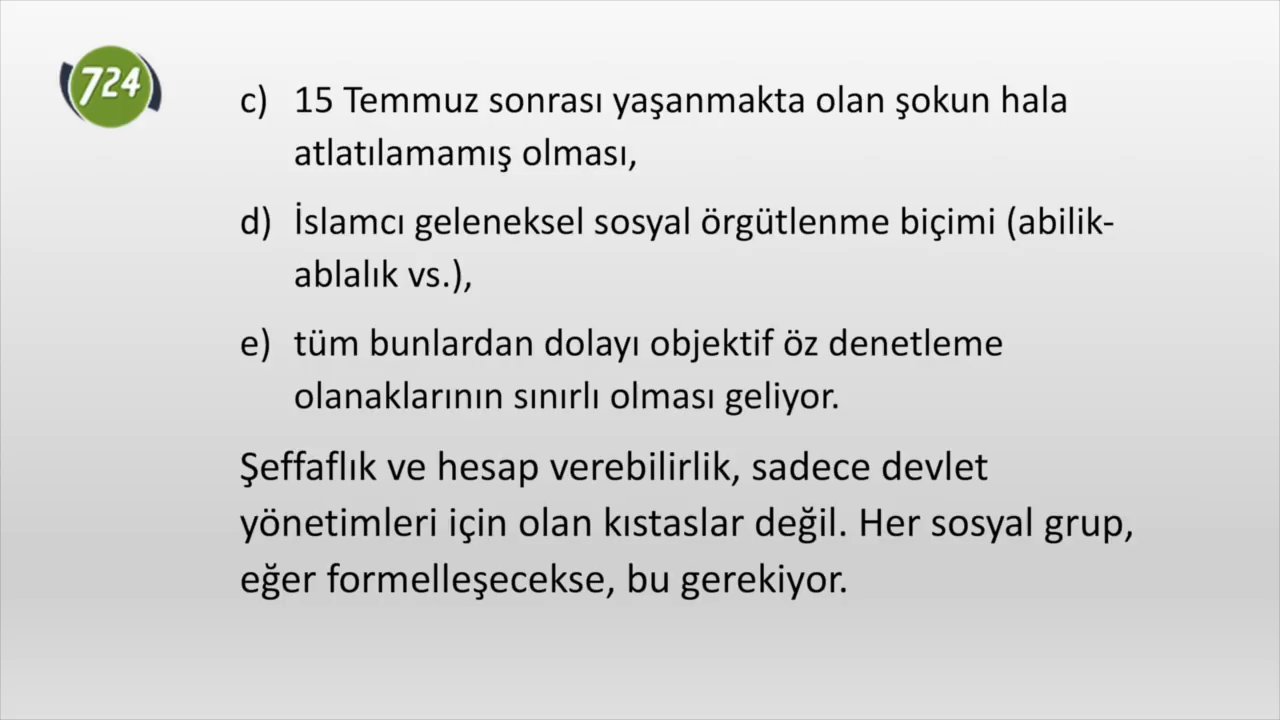 724
c) 15 Temmuz sonrası yaşanmakta olan şokun hala
atlatılamamış olması,
d) İslamcı geleneksel sosyal örgütlenme biçimi (abilik-
ablalık vs.),
e) tüm bunlardan dolayı objektif öz denetleme
olanaklarının sınırlı olması geliyor.
Şeffaflık ve hesap verebilirlik, sadece devlet
yönetimleri için olan kıstaslar değil. Her sosyal grup,
eğer formelleşecekse, bu gerekiyor.